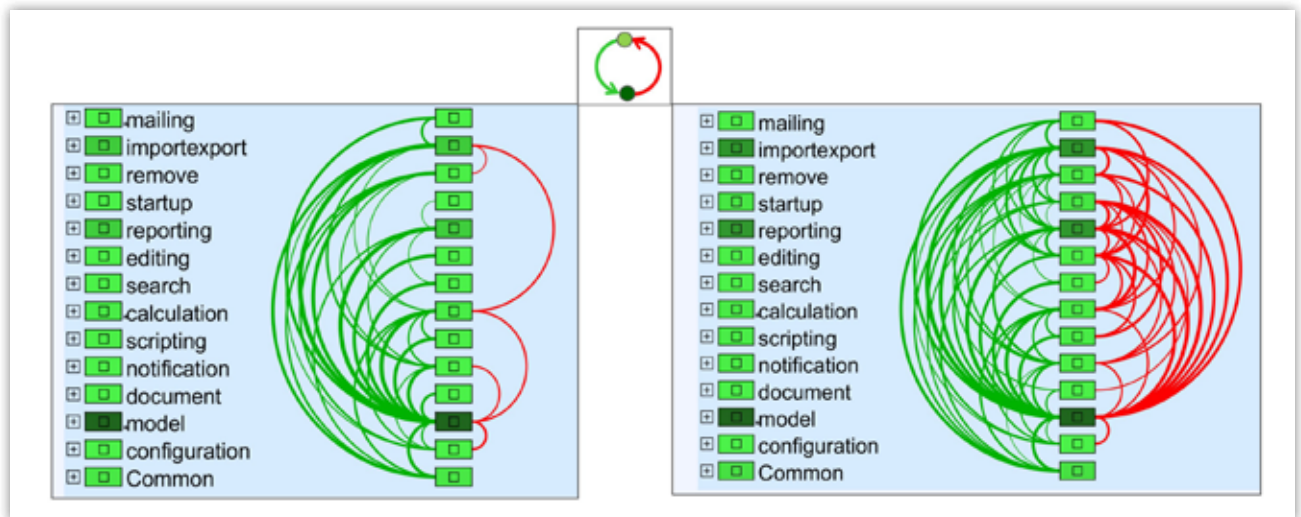 mailing
importexport
remove
startup
reporting
editing
search
calculation
scripting
notification
document
model
configuration
Common
mailing
importexport
remove
startup
reporting
editing
search
calculation
scripting
notification
document
model
configuration
Common